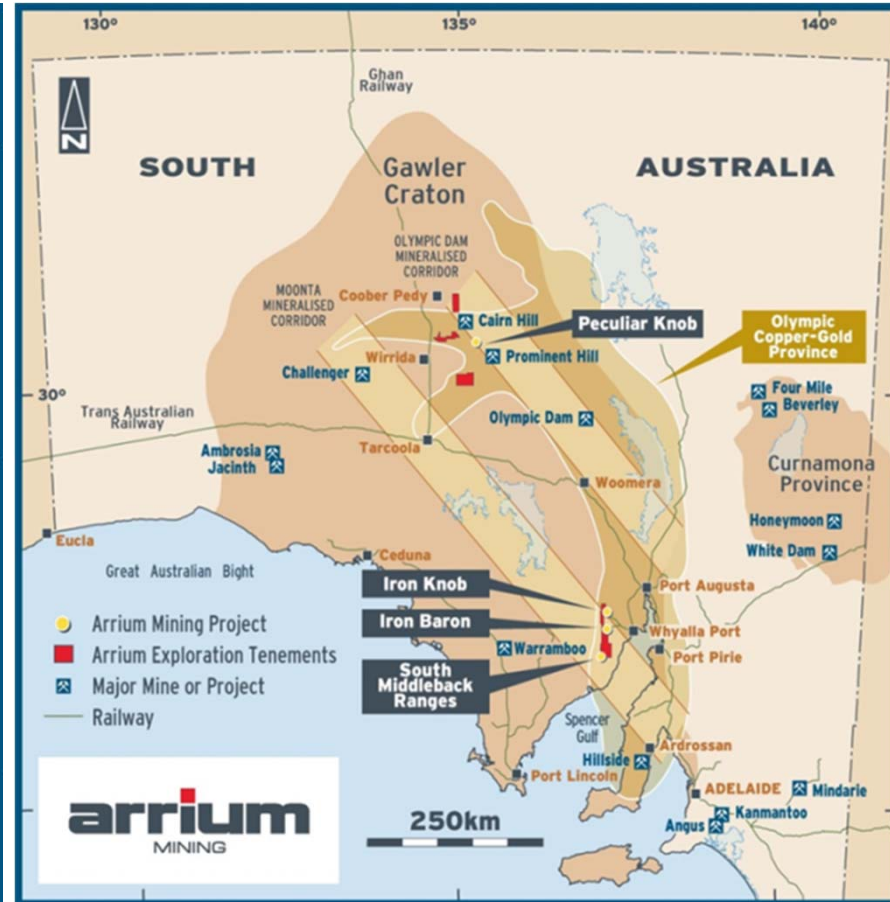 130°
135°
140°
Ghan
Railway
N
SOUTH
Gawler
Craton
AUSTRALIA
OLYMPIC DAM
MINERALISED
CORRIDOR
MOONTA
MINERALISED
CORRIDOR
Coober Pedy
Cairn Hill
Peculiar Knob
Olympic
Copper-Gold
Province
Wirrida
Prominent Hill
Challenger
30°
Four Mile
Beverley
Trans Australian
Railway
Olympic Dam
Tarcoola
Ambrosia
Jacinth
Curnamona
Province
Woomera
Honeymoon
White Dam
Eucla
Ceduna
Great Australian Bight
Iron Knob
Port Augusta
Arrium Mining Project
Iron Baron
Whyalla Port
Arrium Exploration Tenements
Warramboo
Port Pirie
Major Mine or Project
South
Middleback
Ranges
Railway
Spencer
Gulf
Ardrossan
Hillside
Port Lincoln
ADELAIDE
Mindarie
Kanmantoo
Angus
250km
arrium
MINING